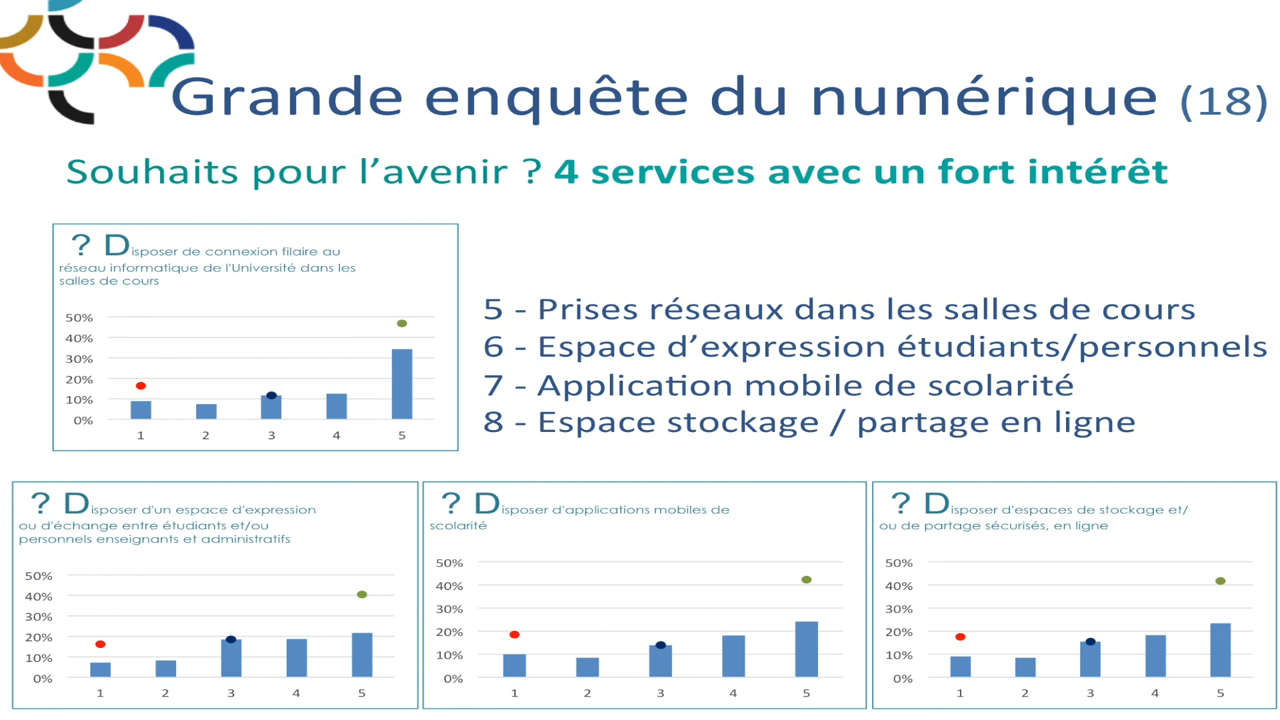 Grande enquête du numérique (18)
Souhaits pour l’avenir ? 4 services avec un fort intérêt
? Disposer de connexion filaire au
réseau informatique de l'Université dans les
salles de cours
50%
40%
30%
20%
10%
0%
1 2 3 4 5
5 - Prises réseaux dans les salles de cours
6 - Espace d’expression étudiants/personnels
7 - Application mobile de scolarité
8 - Espace stockage / partage en ligne
? Disposer d'un espace d'expression
ou d'échange entre étudiants et/ou
personnels enseignants et administratifs
50%
40%
30%
20%
10%
0%
1 2 3 4 5
? Disposer d'applications mobiles de
scolarité
50%
40%
30%
20%
10%
0%
1 2 3 4 5
? Disposer d'espaces de stockage et/
ou de partage sécurisés, en ligne
50%
40%
30%
20%
10%
0%
1 2 3 4 5